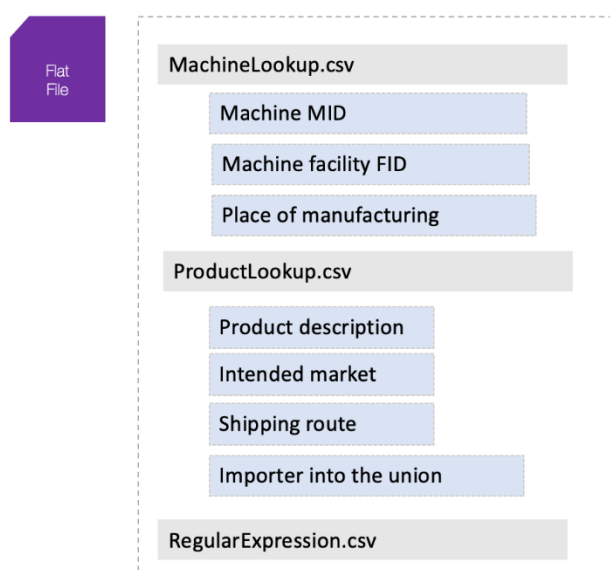 Flat
File
MachineLookup.csv
Machine MID
Machine facility FID
Place of manufacturing
ProductLookup.csv
Product description
Intended market
Shipping route
Importer into the union
RegularExpression.csv